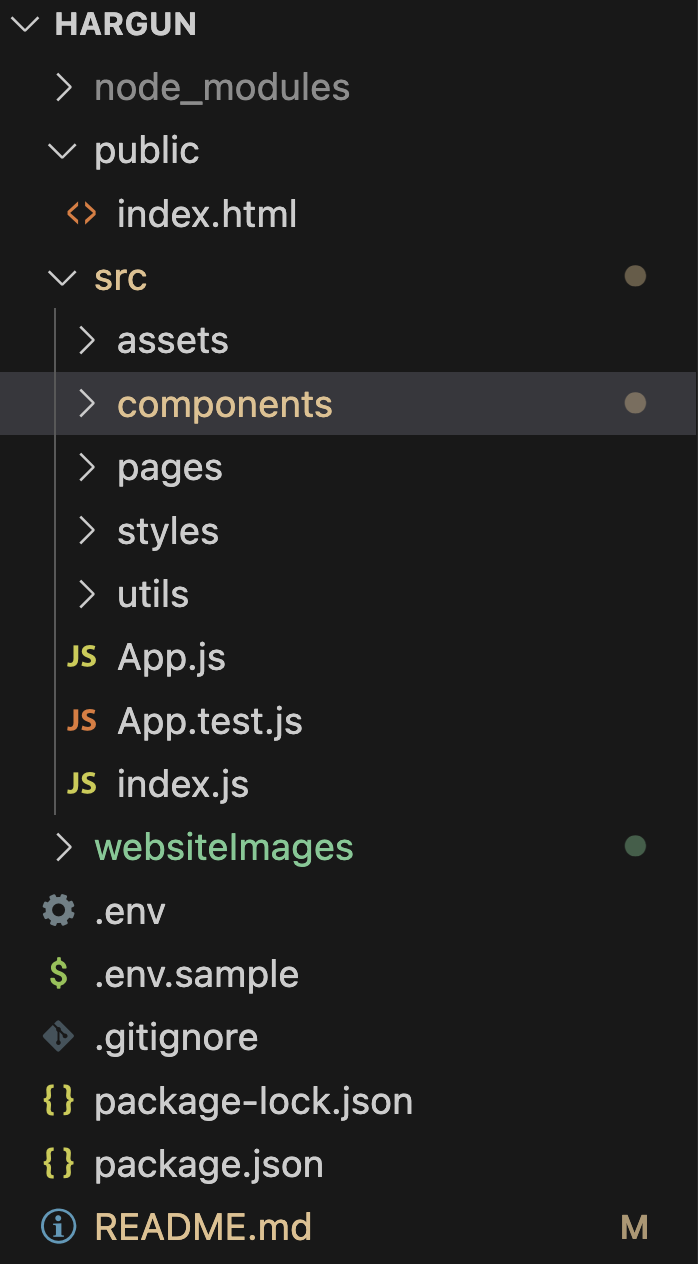 HARGUN
node_modules
public
<> index.html
src
assets
components
pages
styles
utils
JS App.js
JS App.test.js
JS index.js
websiteImages
.env
$ .env.sample
.gitignore
{} package-lock.json
{} package.json
README.md M